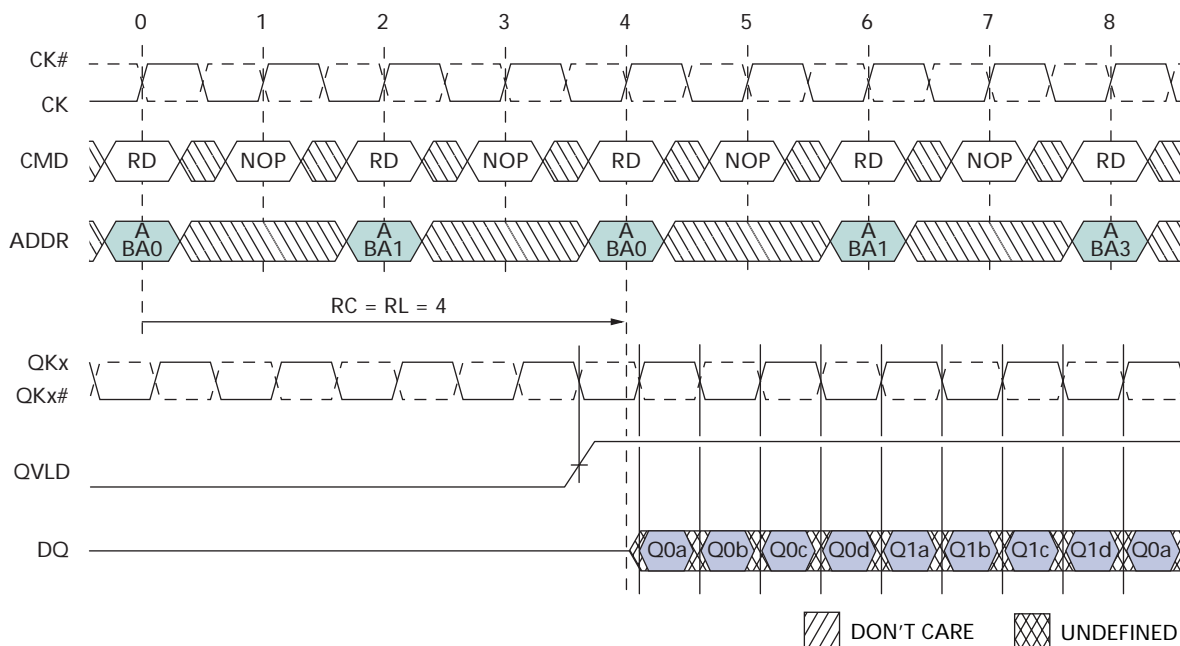 0 1 2 3 4 5 6 7 8
CK#
CK
CMD RD NOP RD NOP RD NOP RD NOP RD
ADDR A BA0 A BA1 A BA0 A BA1 A BA3
RC = RL = 4
QKx
QKx#
QVLD
DQ Q0a Q0b Q0c Q0d Q1a Q1b Q1c Q1d Q0a
DON'T CARE UNDEFINED